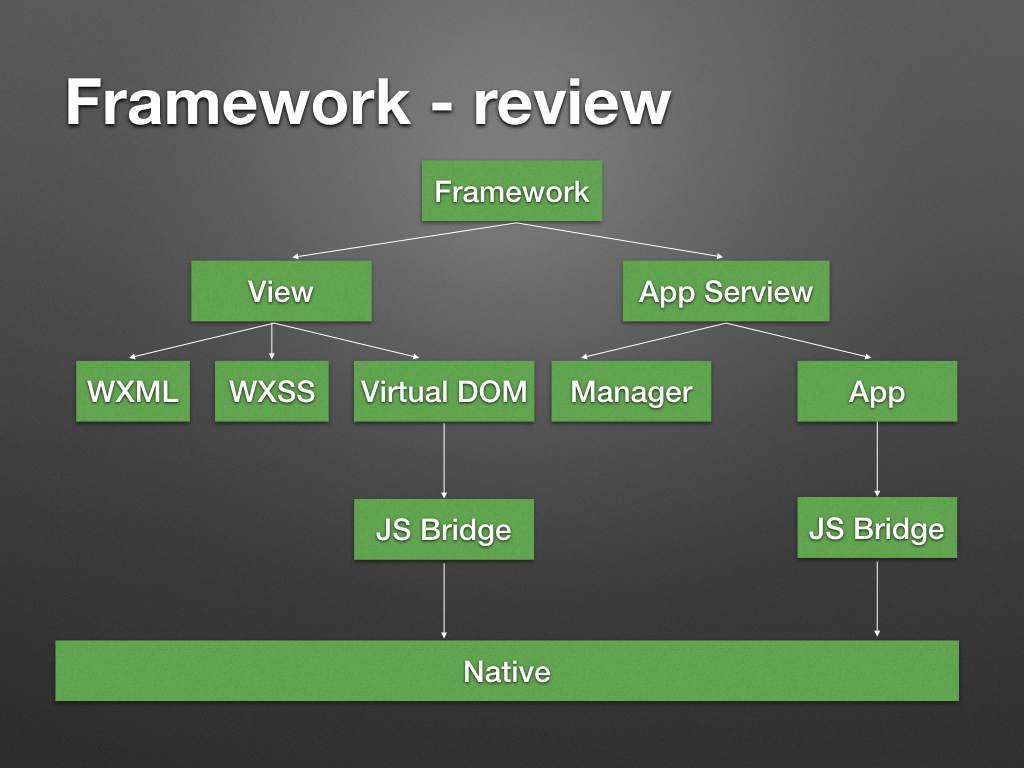 Framework - review
Framework
View
App Serview
WXML
WXSS
Virtual DOM
Manager
App
JS Bridge
JS Bridge
Native